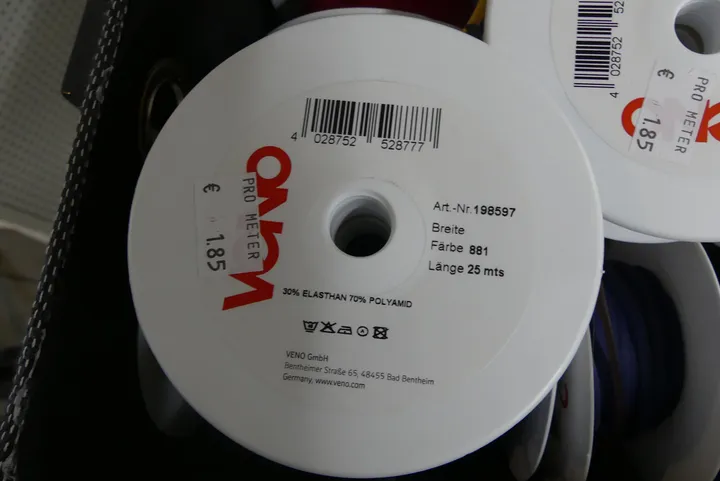 4 028752 528777
VENO
PRO METER
€ 1.85
Art.-Nr.198597
Breite
Färbe 881
Länge 25 mts
30% ELASTHAN 70% POLYAMID
VENO GmbH
Bentheimer Straße 65, 48455 Bad Bentheim
Germany, www.veno.com
4 028752 52
PRO METER
€ 1.85